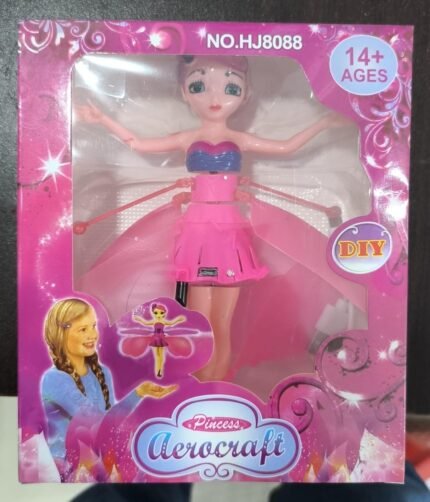 NO.HJ8088
14+
AGES
DIY
Pincess
Aerocraft